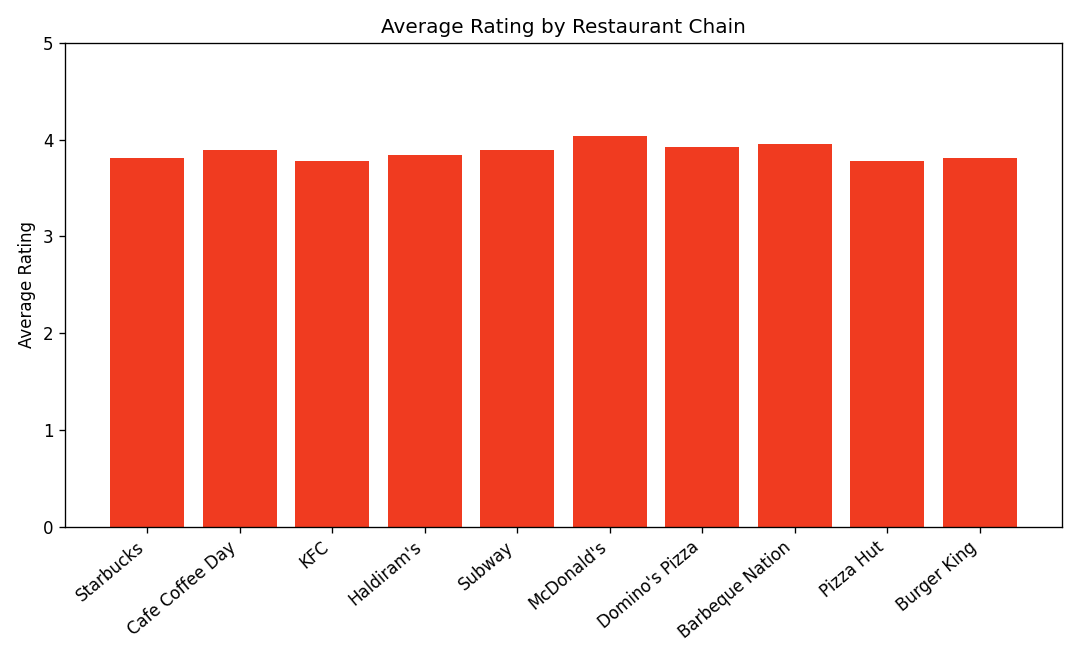 Average Rating by Restaurant Chain
Average Rating
5
4
3
2
1
0
Starbucks
Cafe Coffee Day
KFC
Haldiram's
Subway
McDonald's
Domino's Pizza
Barbeque Nation
Pizza Hut
Burger King